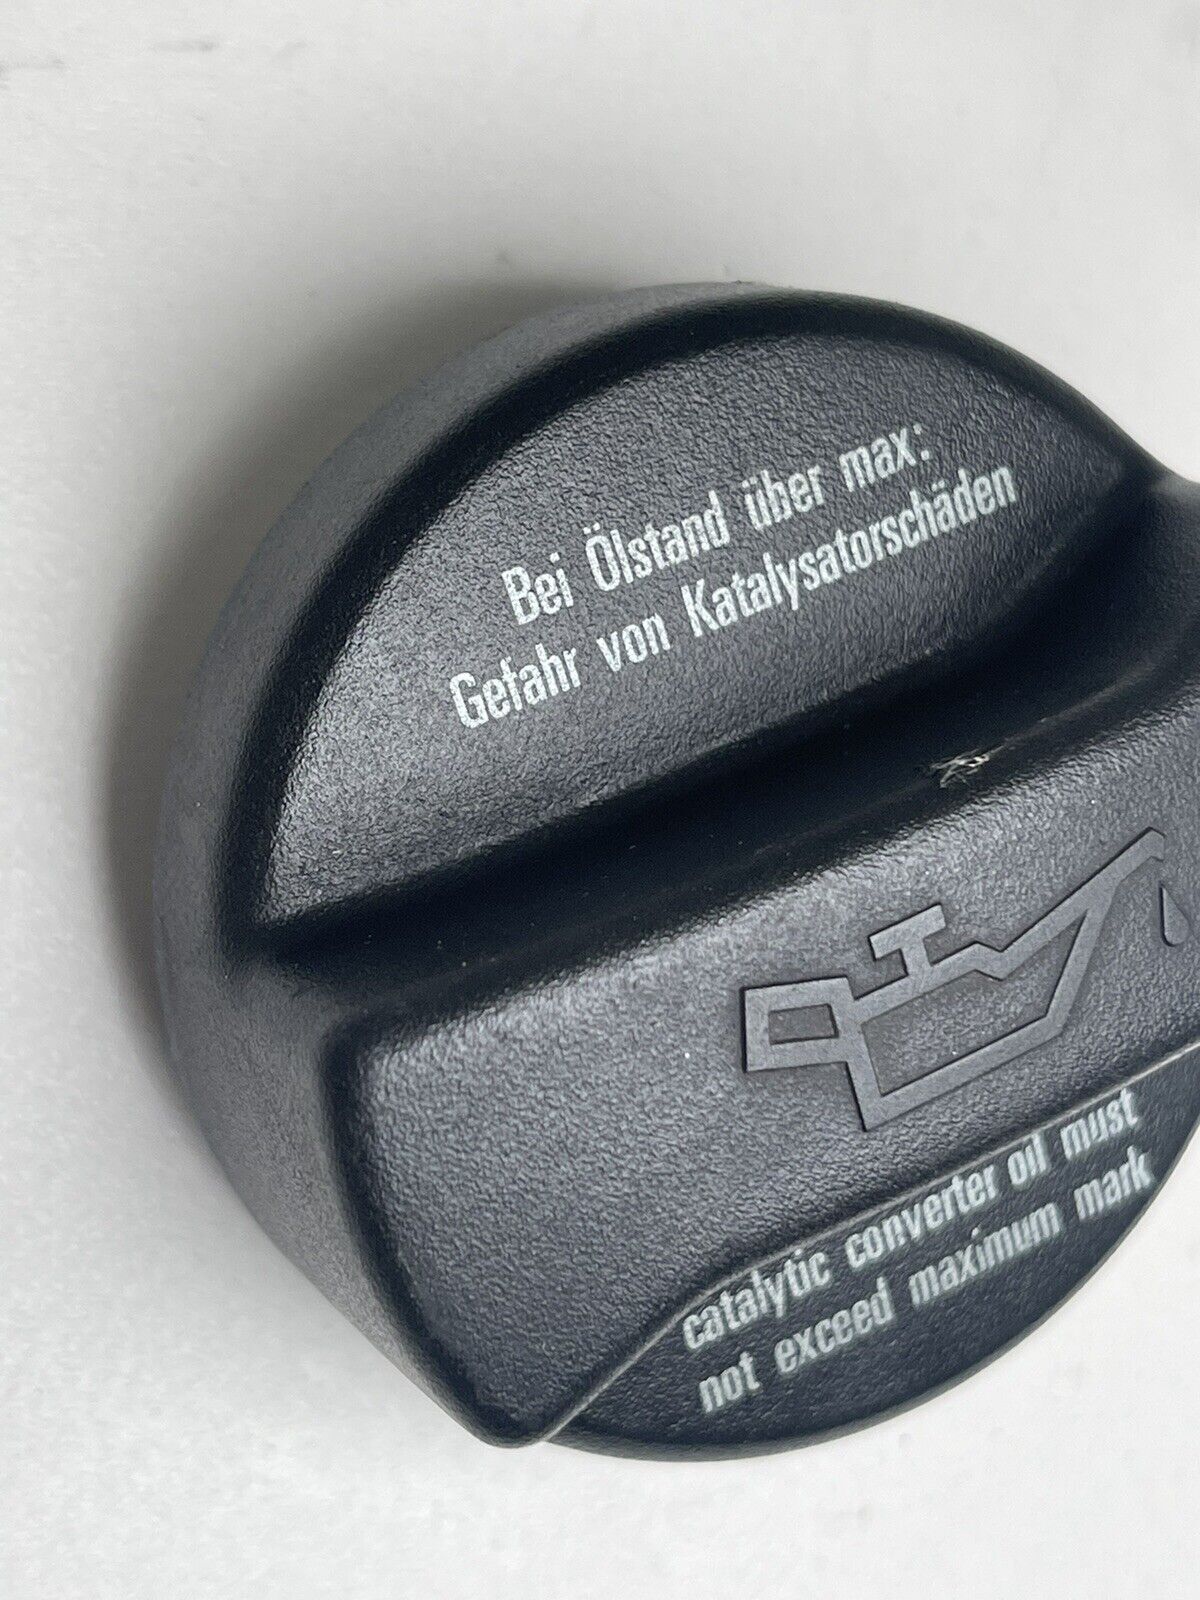 Bei Ölstand über max:
Gefahr von Katalysatorschäden
catalytic converter oil must
not exceed maximum mark